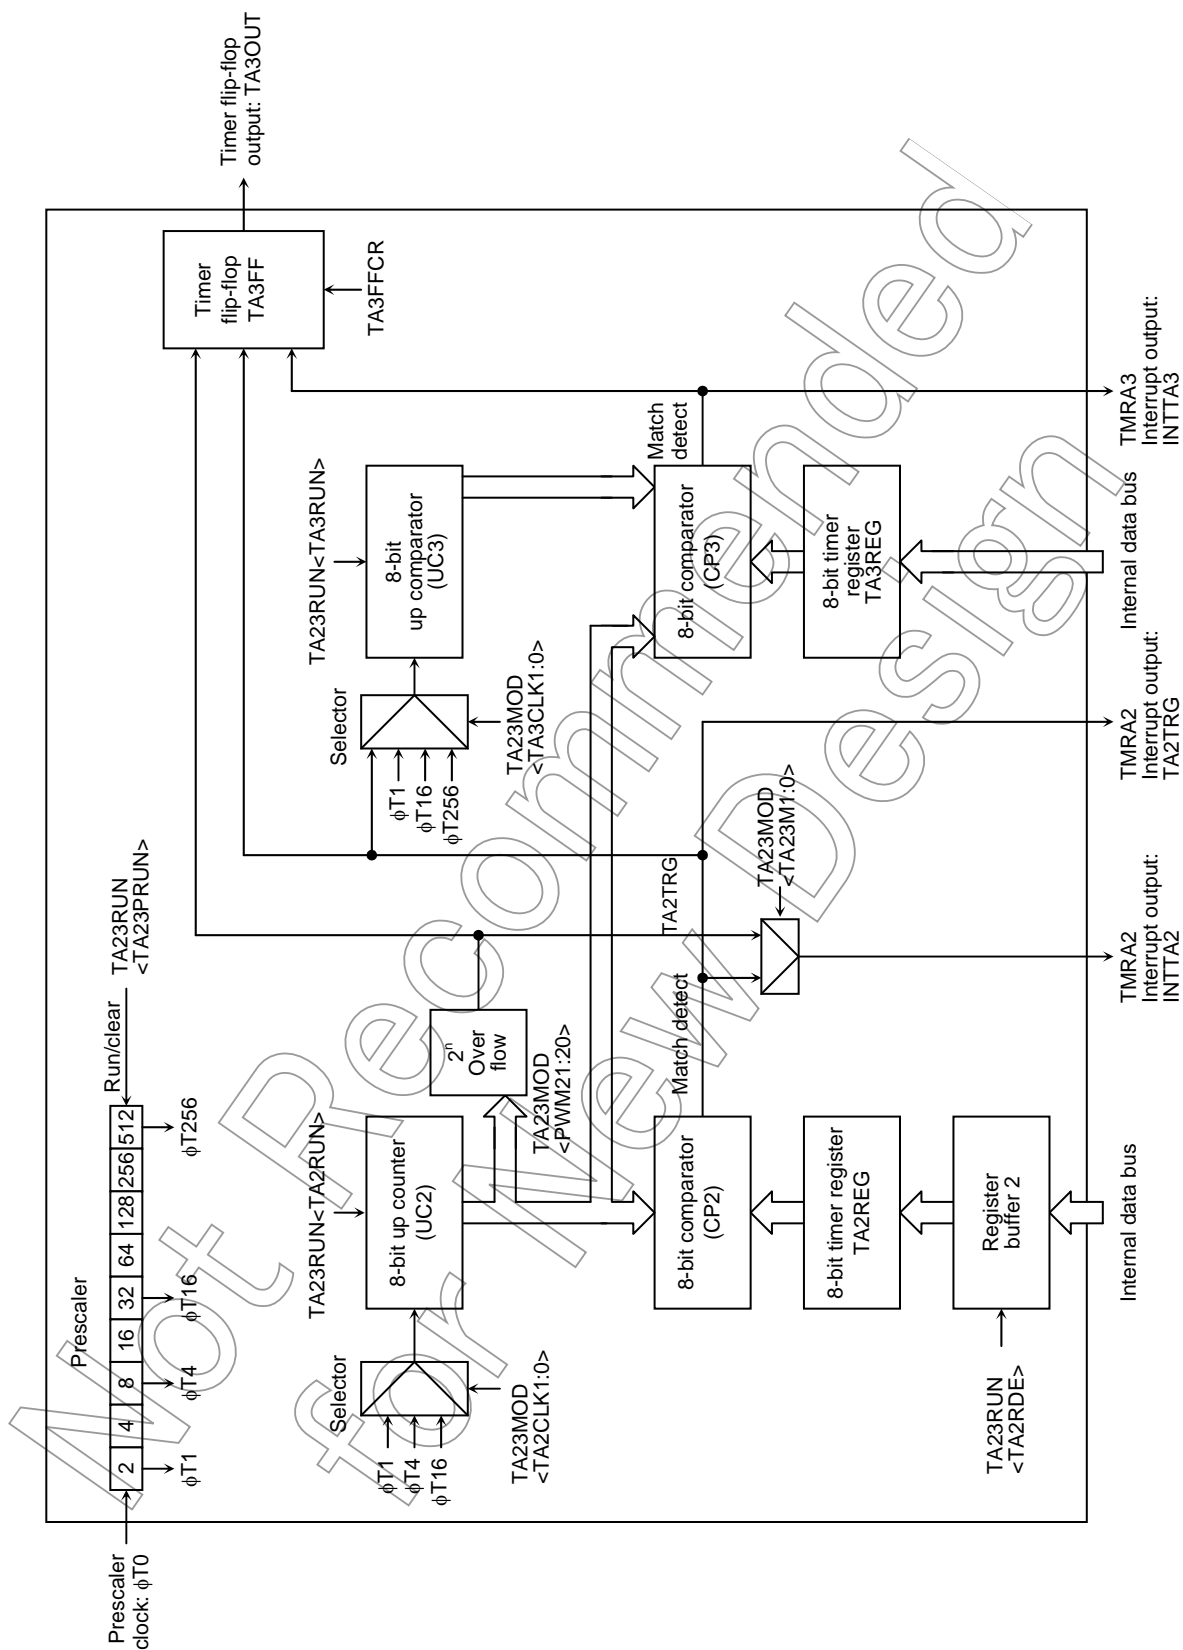 Prescaler
clock: ϕT0
Prescaler
2
4
8
16
32
64
128
256
512
Run/clear
TA23RUN
<TA23PRUN>
ϕT1
ϕT4
ϕT16
ϕT256
Timer flip-flop
output: TA3OUT
Timer
flip-flop
TA3FF
TA3FFCR
Selector
ϕT1
ϕT4
ϕT16
TA23MOD
<TA2CLK1:0>
TA23RUN<TA2RUN>
8-bit up counter
(UC2)
2ⁿ
Over
flow
TA23MOD
<PWM21:20>
Selector
ϕT1
ϕT16
ϕT256
TA23MOD
<TA3CLK1:0>
TA23RUN<TA3RUN>
8-bit
up comparator
(UC3)
8-bit comparator
(CP2)
Match detect
TA2TRG
8-bit comparator
(CP3)
Match
detect
8-bit timer register
TA2REG
TA23MOD
<TA23M1:0>
8-bit timer
register
TA3REG
Register
buffer 2
TA23RUN
<TA2RDE>
Internal data bus
TMRA2
Interrupt output:
INTTA2
TMRA2
Interrupt output:
TA2TRG
Internal data bus
TMRA3
Interrupt output:
INTTA3
Not Recommended
for New Design